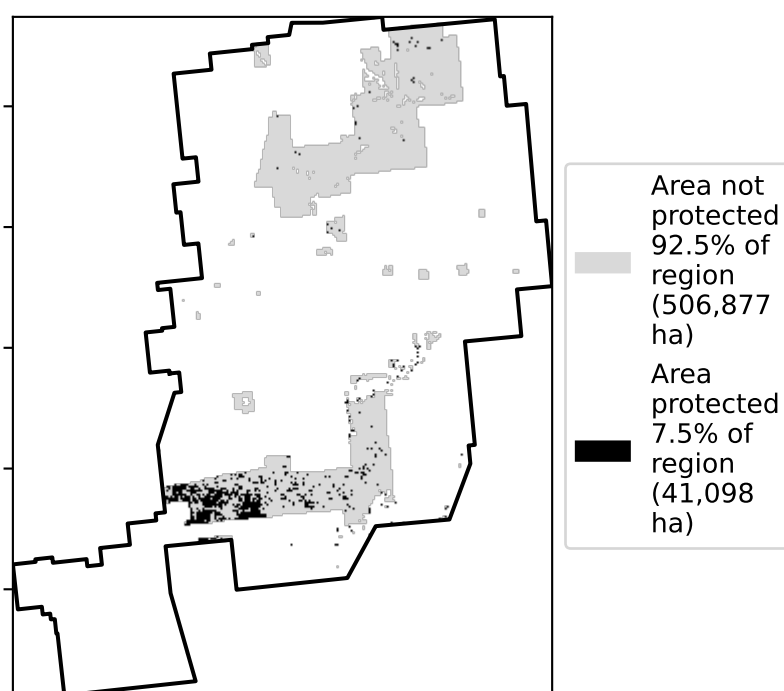 Area not
protected
92.5% of
region
(506,877
ha)
Area
protected
7.5% of
region
(41,098
ha)